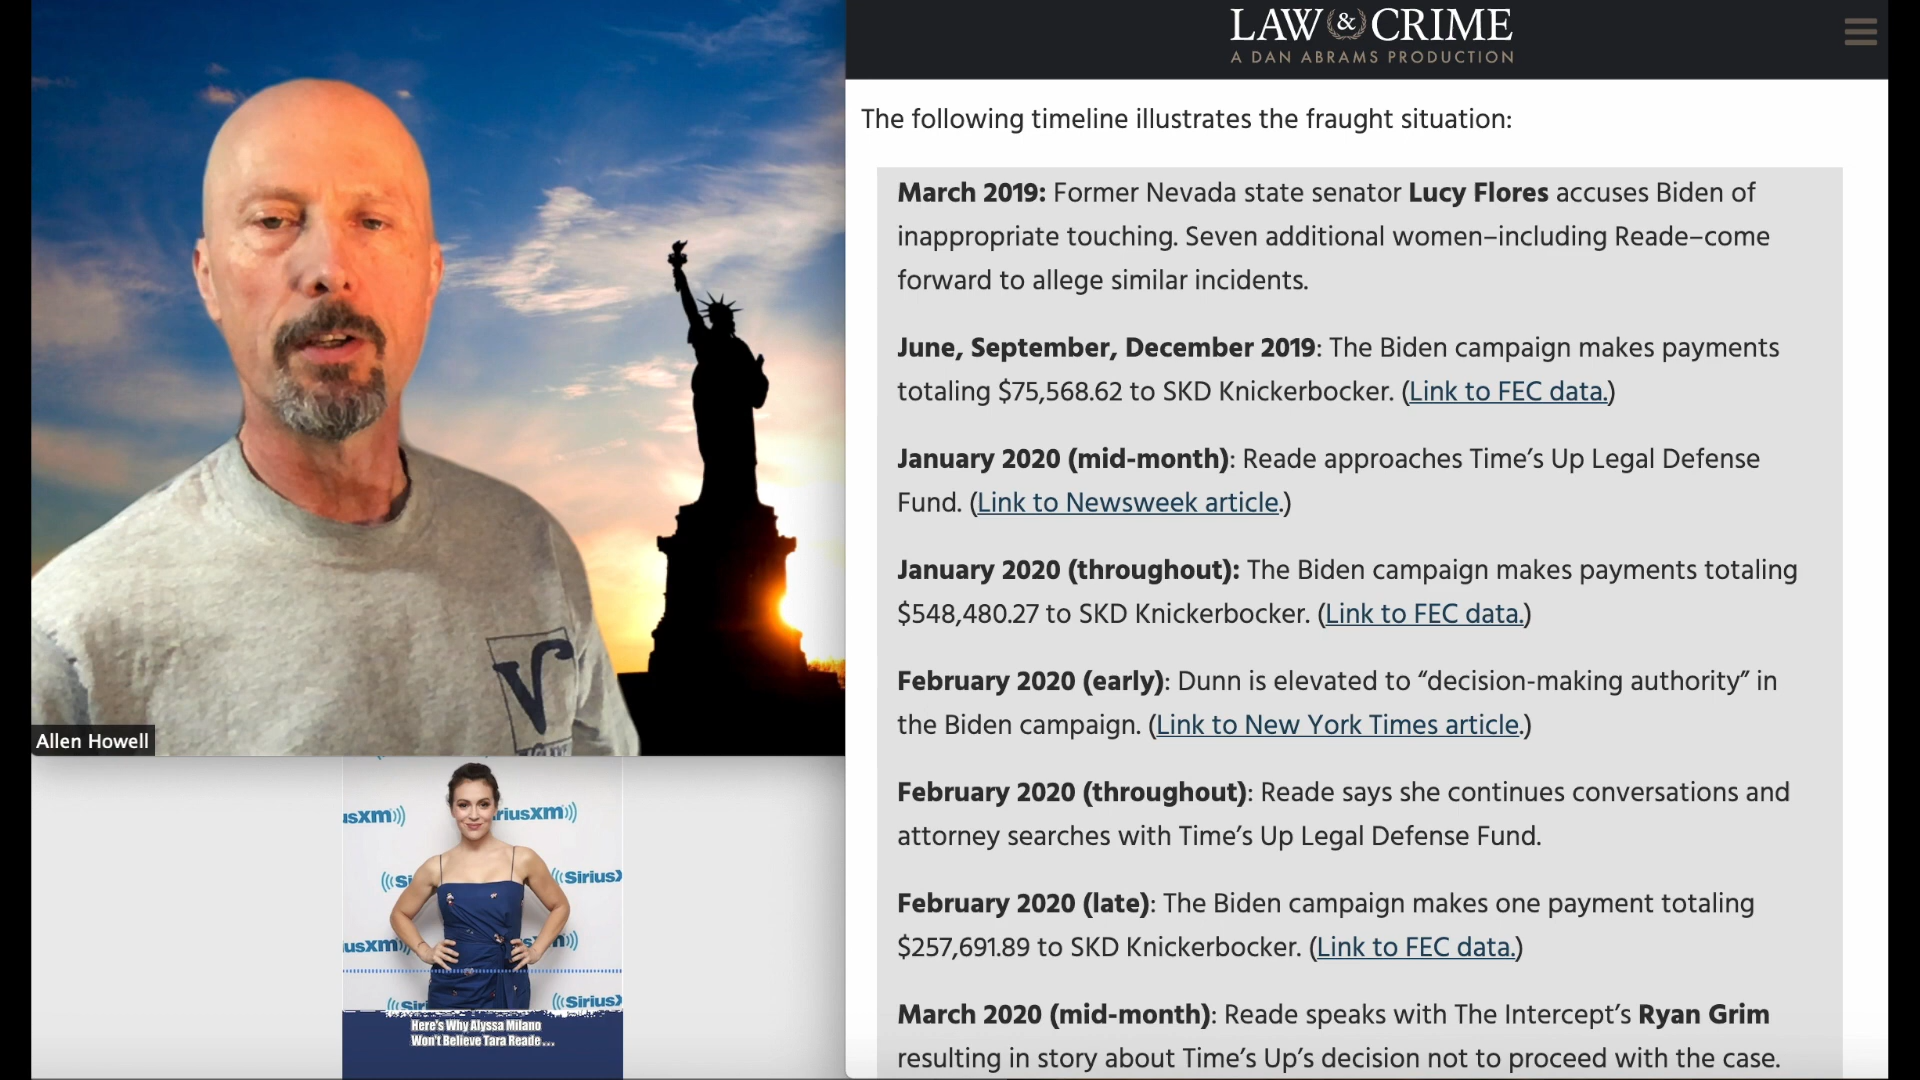 LAW & CRIME
A DAN ABRAMS PRODUCTION
The following timeline illustrates the fraught situation:
March 2019: Former Nevada state senator Lucy Flores accuses Biden of
inappropriate touching. Seven additional women–including Reade–come
forward to allege similar incidents.
June, September, December 2019: The Biden campaign makes payments
totaling $75,568.62 to SKD Knickerbocker. (Link to FEC data.)
January 2020 (mid-month): Reade approaches Time’s Up Legal Defense
Fund. (Link to Newsweek article.)
January 2020 (throughout): The Biden campaign makes payments totaling
$548,480.27 to SKD Knickerbocker. (Link to FEC data.)
February 2020 (early): Dunn is elevated to “decision-making authority” in
the Biden campaign. (Link to New York Times article.)
February 2020 (throughout): Reade says she continues conversations and
attorney searches with Time’s Up Legal Defense Fund.
February 2020 (late): The Biden campaign makes one payment totaling
$257,691.89 to SKD Knickerbocker. (Link to FEC data.)
March 2020 (mid-month): Reade speaks with The Intercept’s Ryan Grim
resulting in story about Time’s Up’s decision not to proceed with the case.
V
Allen Howell
usxm
riusxm
Si
Sirius
usxm
Siri
Sirius
Here's Why Alyssa Milano
Won't Believe Tara Reade...